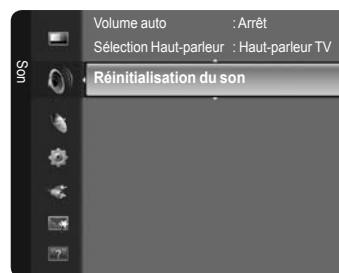 Son
Volume auto : Arrêt
Sélection Haut-parleur : Haut-parleur TV
Réinitialisation du son